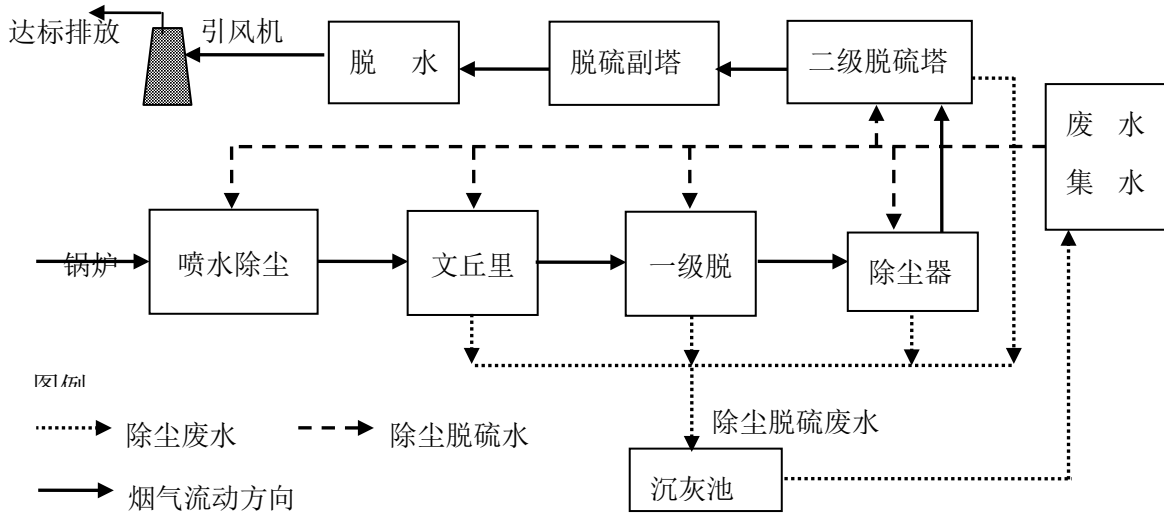 达标排放
引风机
脱 水
脱硫副塔
二级脱硫塔
废 水
集 水
锅炉
喷水除尘
文丘里
一级脱
除尘器
图例
除尘废水
除尘脱硫水
除尘脱硫废水
烟气流动方向
沉灰池